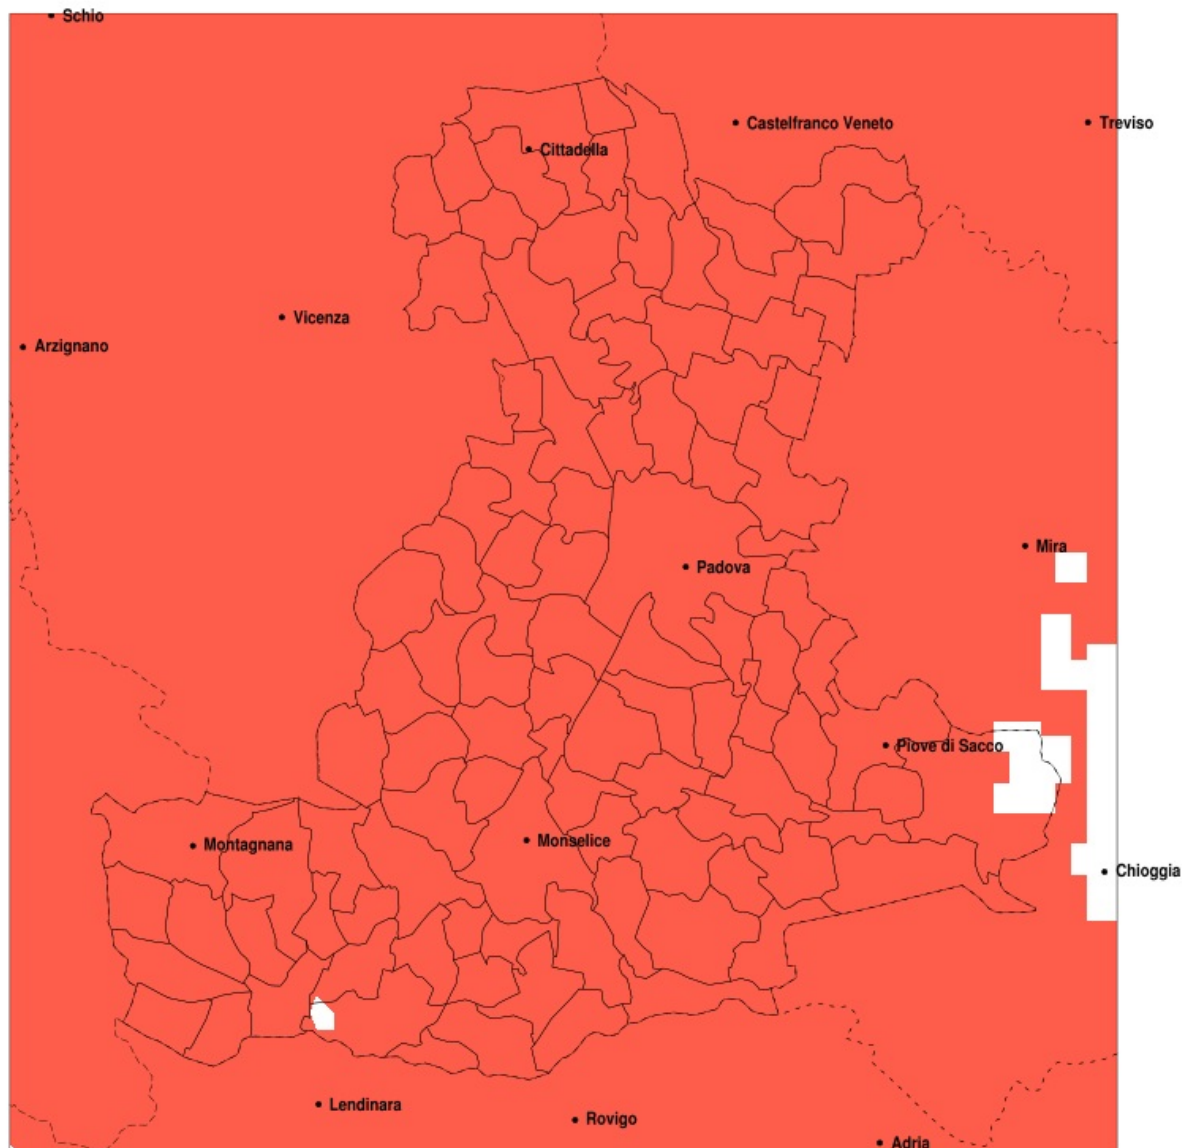 Schio
Castelfranco Veneto
Treviso
Cittadella
Vicenza
Arzignano
Mira
Padova
Piove di Sacco
Monselice
Montagnana
Chioggia
Lendinara
Rovigo
Adria